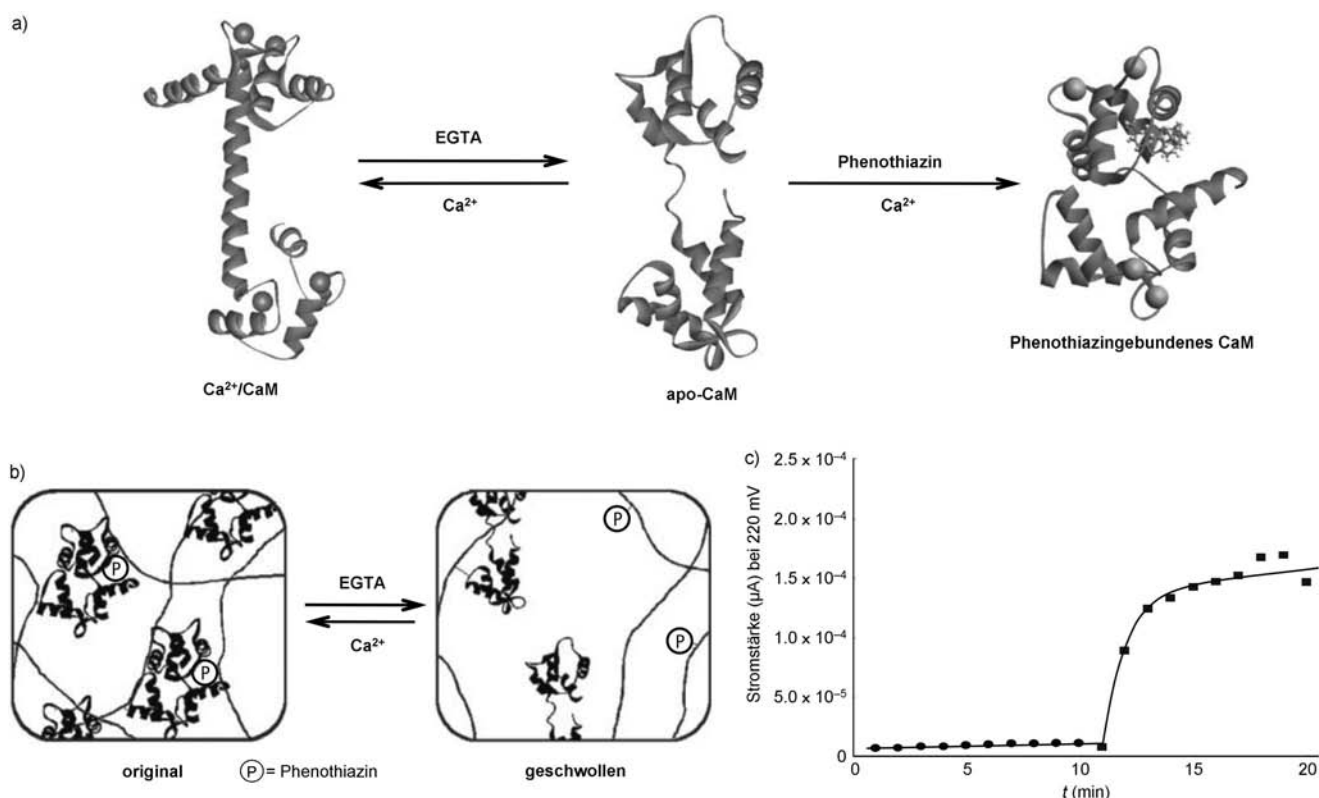 a)
EGTA
Ca²⁺
Phenothiazin
Ca²⁺
Ca²⁺/CaM
apo-CaM
Phenothiazingebundenes CaM
b)
P
P
EGTA
Ca²⁺
P
P
original
P = Phenothiazin
geschwollen
c)
Stromstärke (µA) bei 220 mV
2.5 x 10⁻⁴
2.0 x 10⁻⁴
1.5 x 10⁻⁴
1.0 x 10⁻⁴
5.0 x 10⁻⁵
0
0 5 10 15 20
t (min)